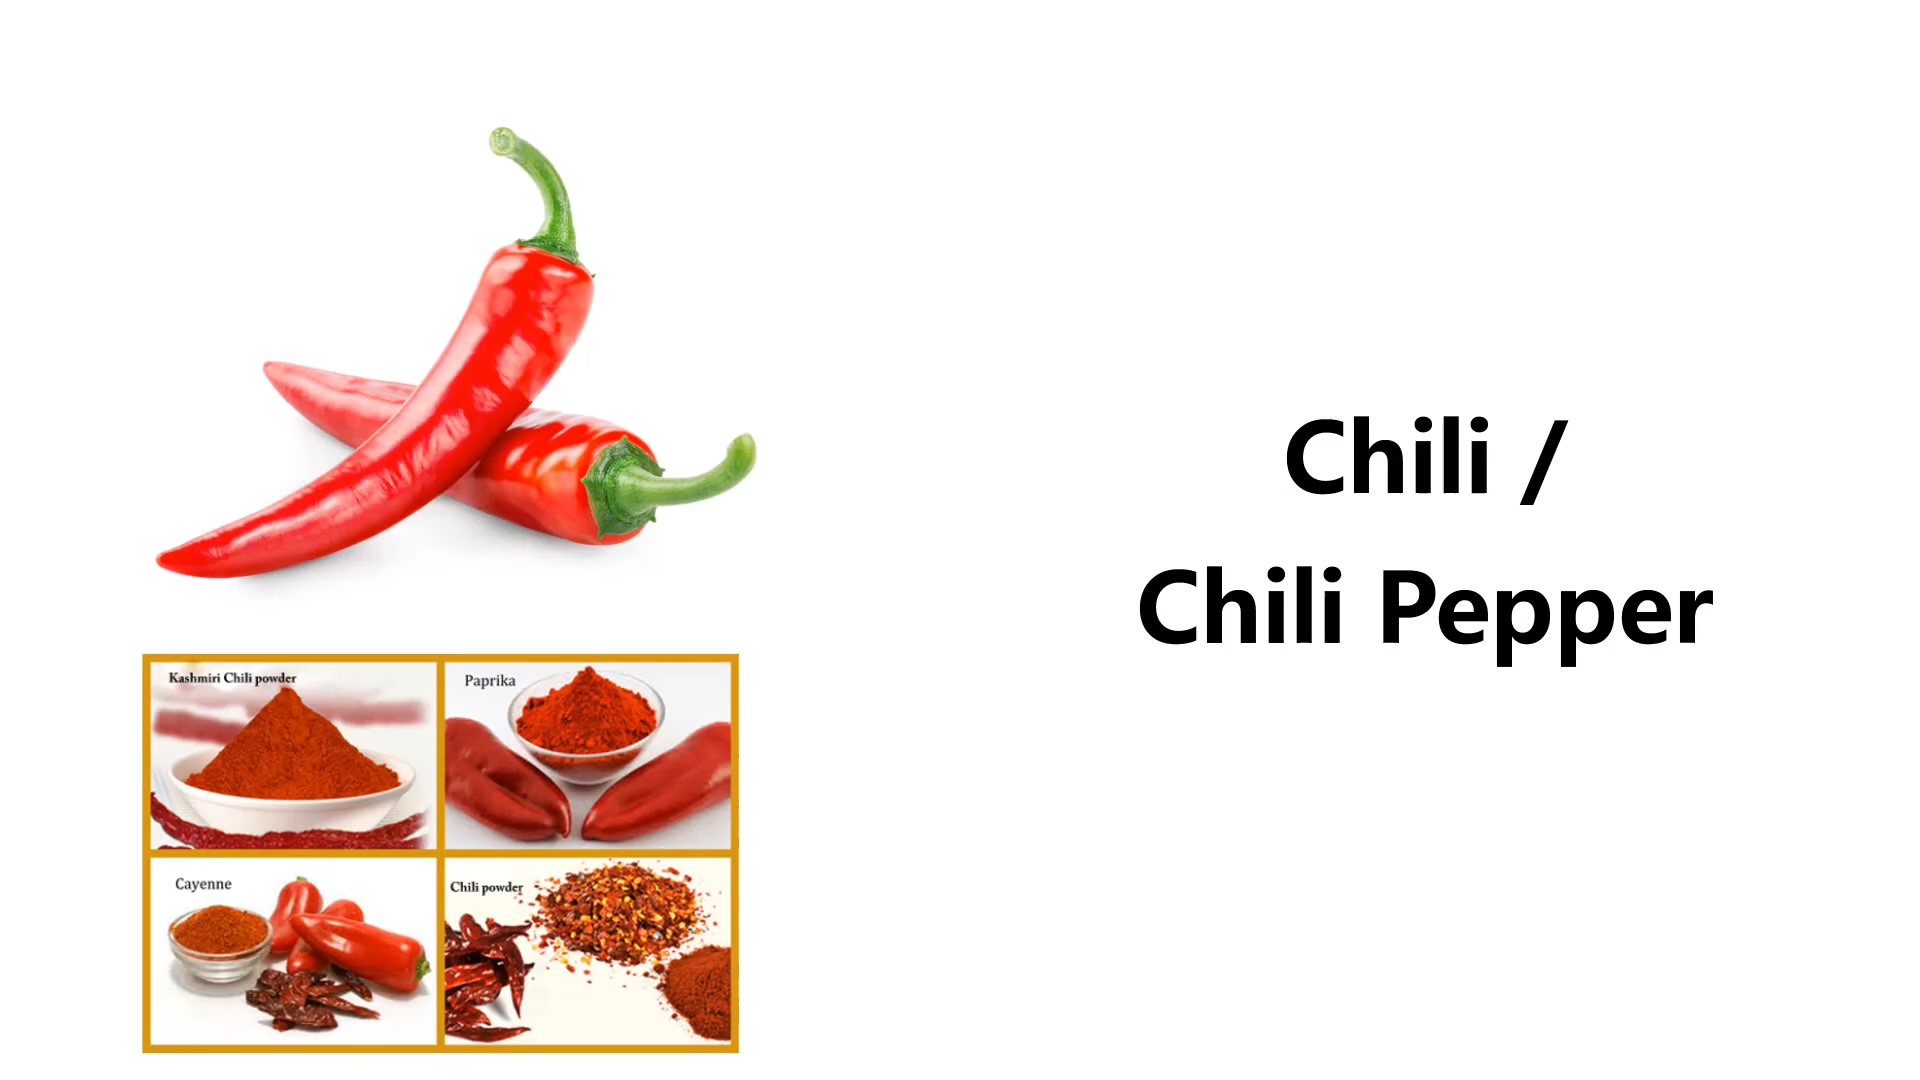 Chili /
Chili Pepper
Kashmiri Chili powder
Paprika
Cayenne
Chili powder